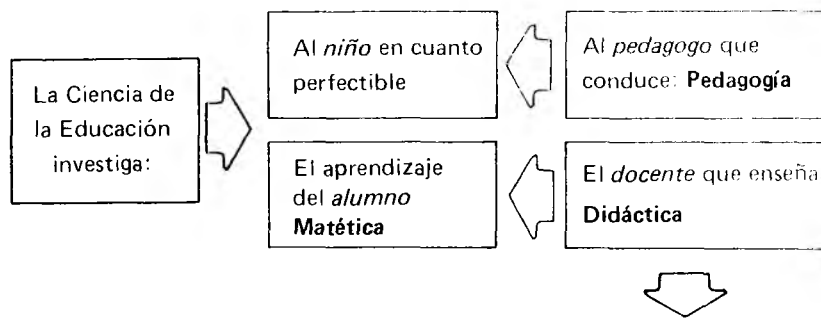 La Ciencia de
la Educación
investiga:
Al niño en cuanto
perfectible
Al pedagogo que
conduce: Pedagogía
El aprendizaje
del alumno
Matética
El docente que enseña
Didáctica